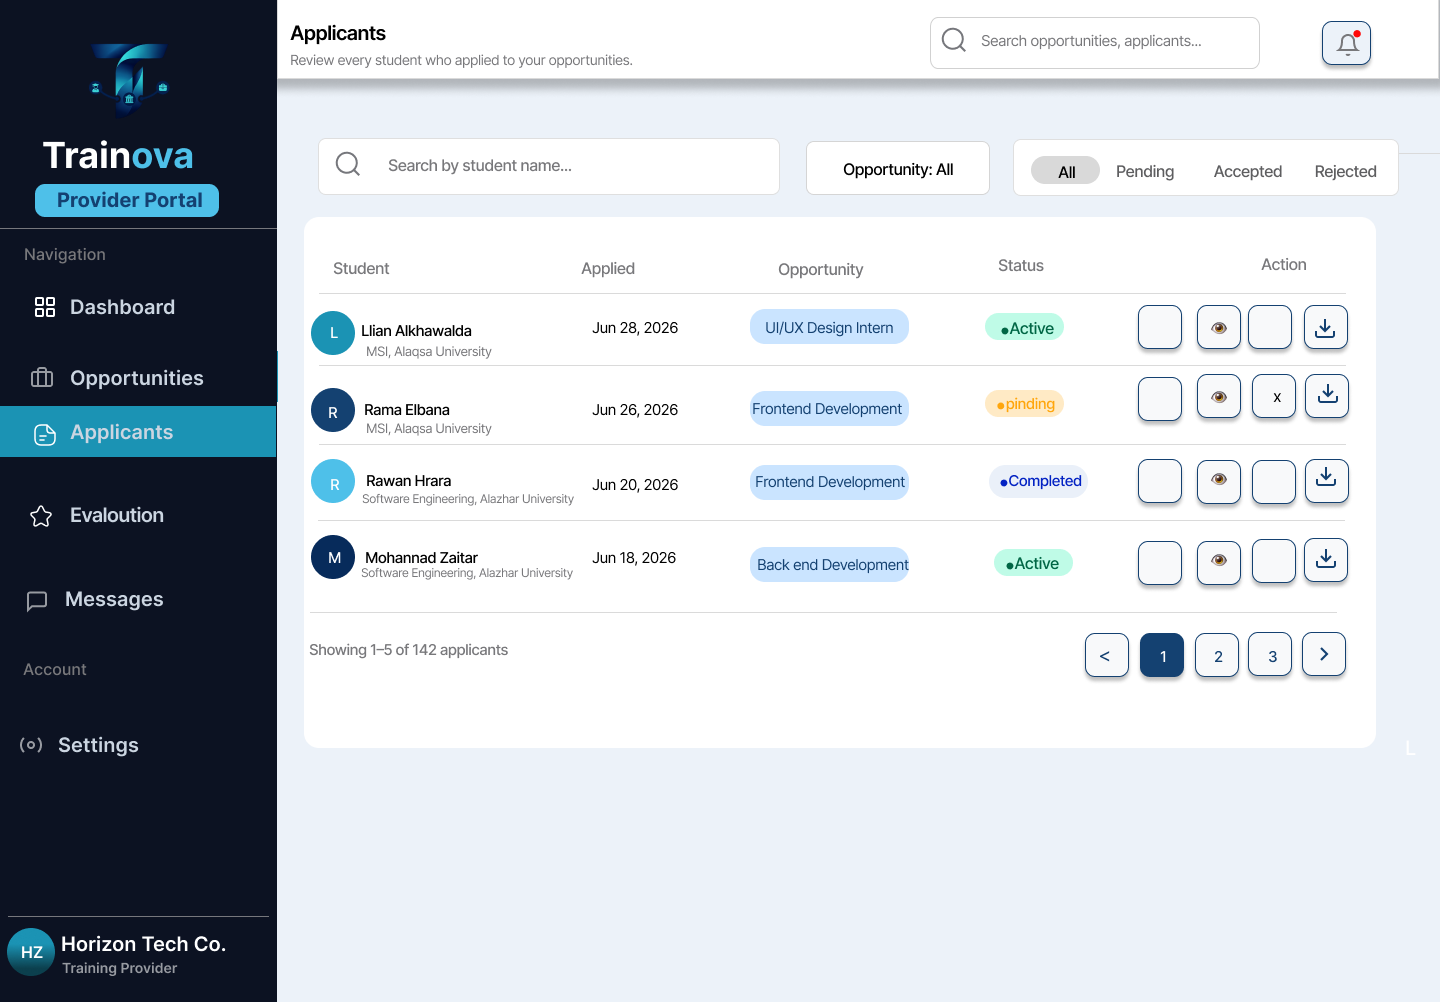 Trainova
Provider Portal
Navigation
Dashboard
Opportunities
Applicants
Evaloution
Messages
Account
Settings
HZ
Horizon Tech Co.
Training Provider
Applicants
Review every student who applied to your opportunities.
Search opportunities, applicants...
Search by student name...
Opportunity: All
All Pending Accepted Rejected
Student Applied Opportunity Status Action
L Llian Alkhawalda Jun 28, 2026 UI/UX Design Intern Active
MSI, Alaqsa University
R Rama Elbana Jun 26, 2026 Frontend Development pinding x
MSI, Alaqsa University
R Rawan Hrara Jun 20, 2026 Frontend Development Completed
Software Engineering, Alazhar University
M Mohannad Zaitar Jun 18, 2026 Back end Development Active
Software Engineering, Alazhar University
Showing 1–5 of 142 applicants
< 1 2 3 >
L